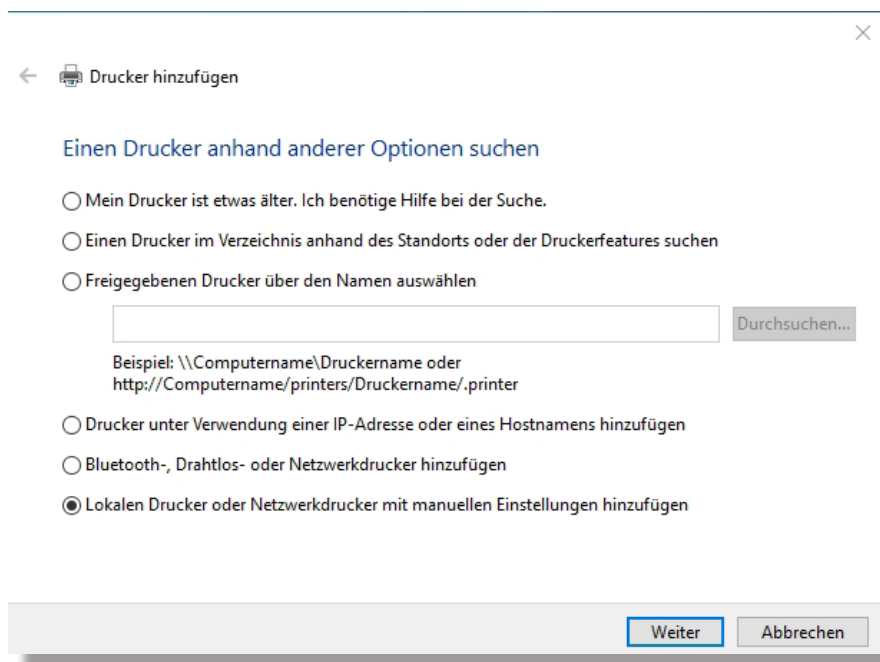 Drucker hinzufügen
Einen Drucker anhand anderer Optionen suchen
Mein Drucker ist etwas älter. Ich benötige Hilfe bei der Suche.
Einen Drucker im Verzeichnis anhand des Standorts oder der Druckerfeatures suchen
Freigegebenen Drucker über den Namen auswählen
Durchsuchen...
Beispiel: \\Computername\Druckername oder
http://Computername/printers/Druckername/.printer
Drucker unter Verwendung einer IP-Adresse oder eines Hostnamens hinzufügen
Bluetooth-, Drahtlos- oder Netzwerkdrucker hinzufügen
Lokalen Drucker oder Netzwerkdrucker mit manuellen Einstellungen hinzufügen
Weiter Abbrechen